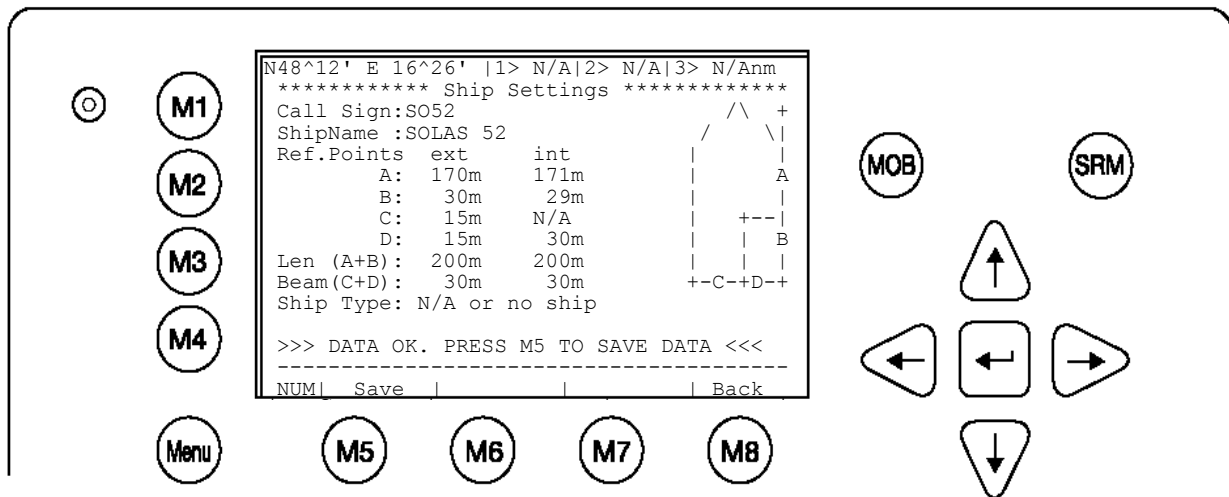 N48^12' E 16^26' |1> N/A|2> N/A|3> N/Anm
************ Ship Settings *************
Call Sign:SO52 /\ +
ShipName :SOLAS 52 / \|
Ref.Points ext int | |
A: 170m 171m | A
B: 30m 29m | |
C: 15m N/A | +--|
D: 15m 30m | | B
Len (A+B): 200m 200m | | |
Beam(C+D): 30m 30m +-C-+D-+
Ship Type: N/A or no ship
>>> DATA OK. PRESS M5 TO SAVE DATA <<<
----------------------------------------
NUM| Save | | | Back
M1
M2
M3
M4
Menu
M5
M6
M7
M8
MOB
SRM